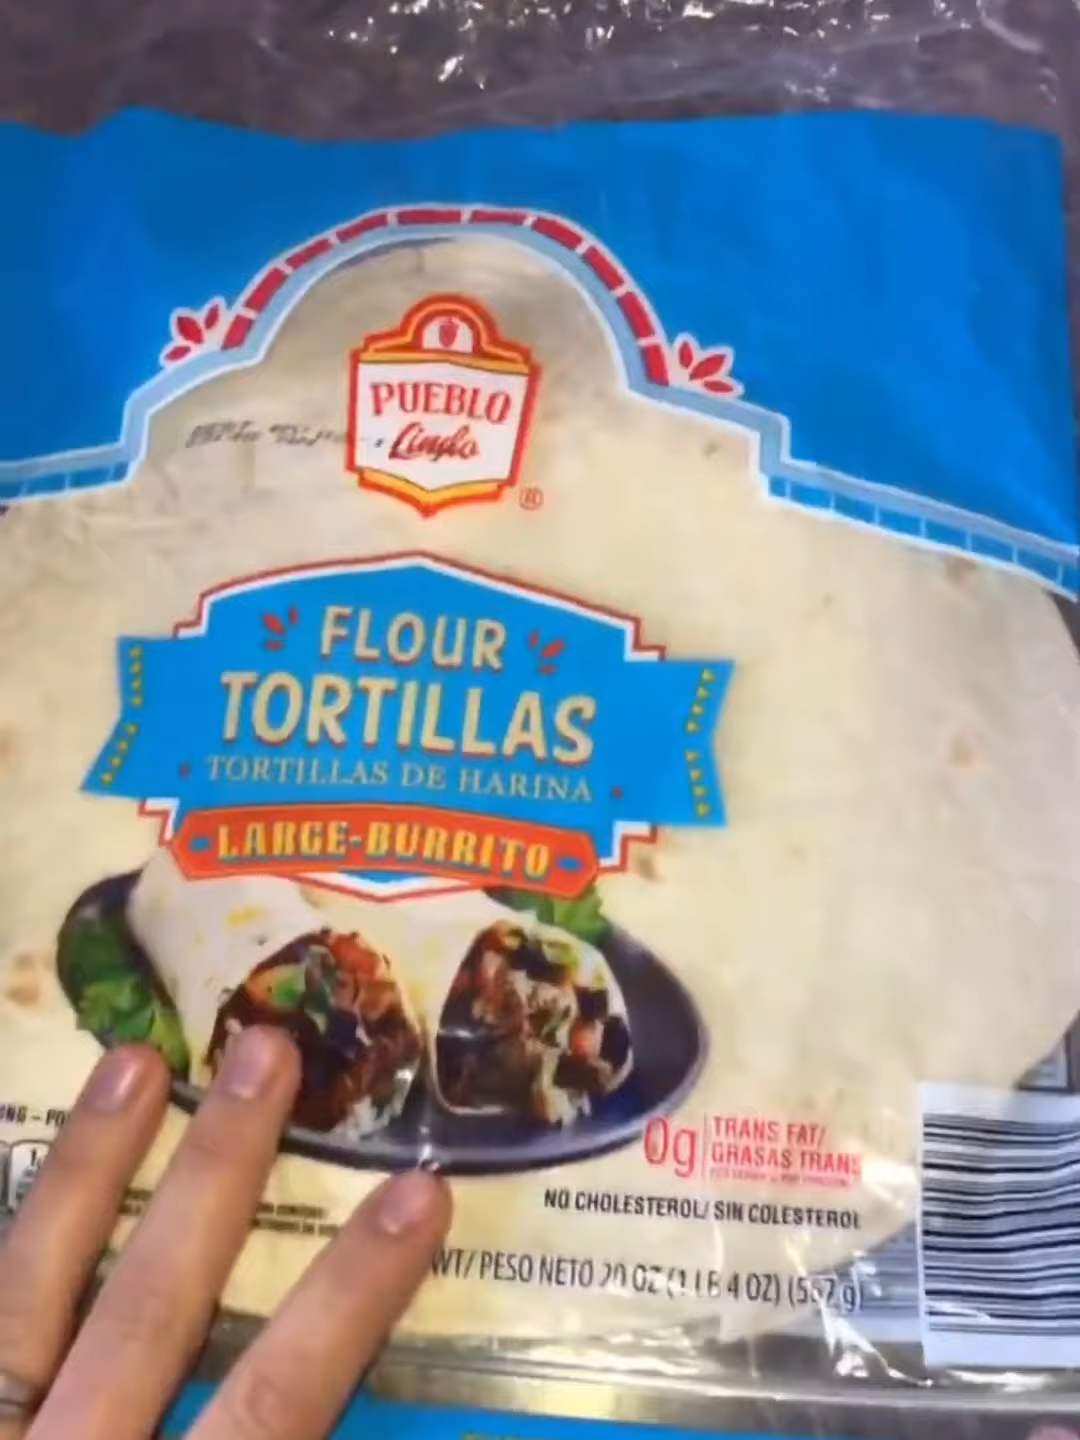 PUEBLO
Lindo
®
FLOUR
TORTILLAS
TORTILLAS DE HARINA
LARGE-BURRITO
0g TRANS FAT/
GRASAS TRANS
NO CHOLESTEROL/ SIN COLESTEROL
WT/ PESO NETO 20 OZ (1 LB 4 OZ) (567 g)